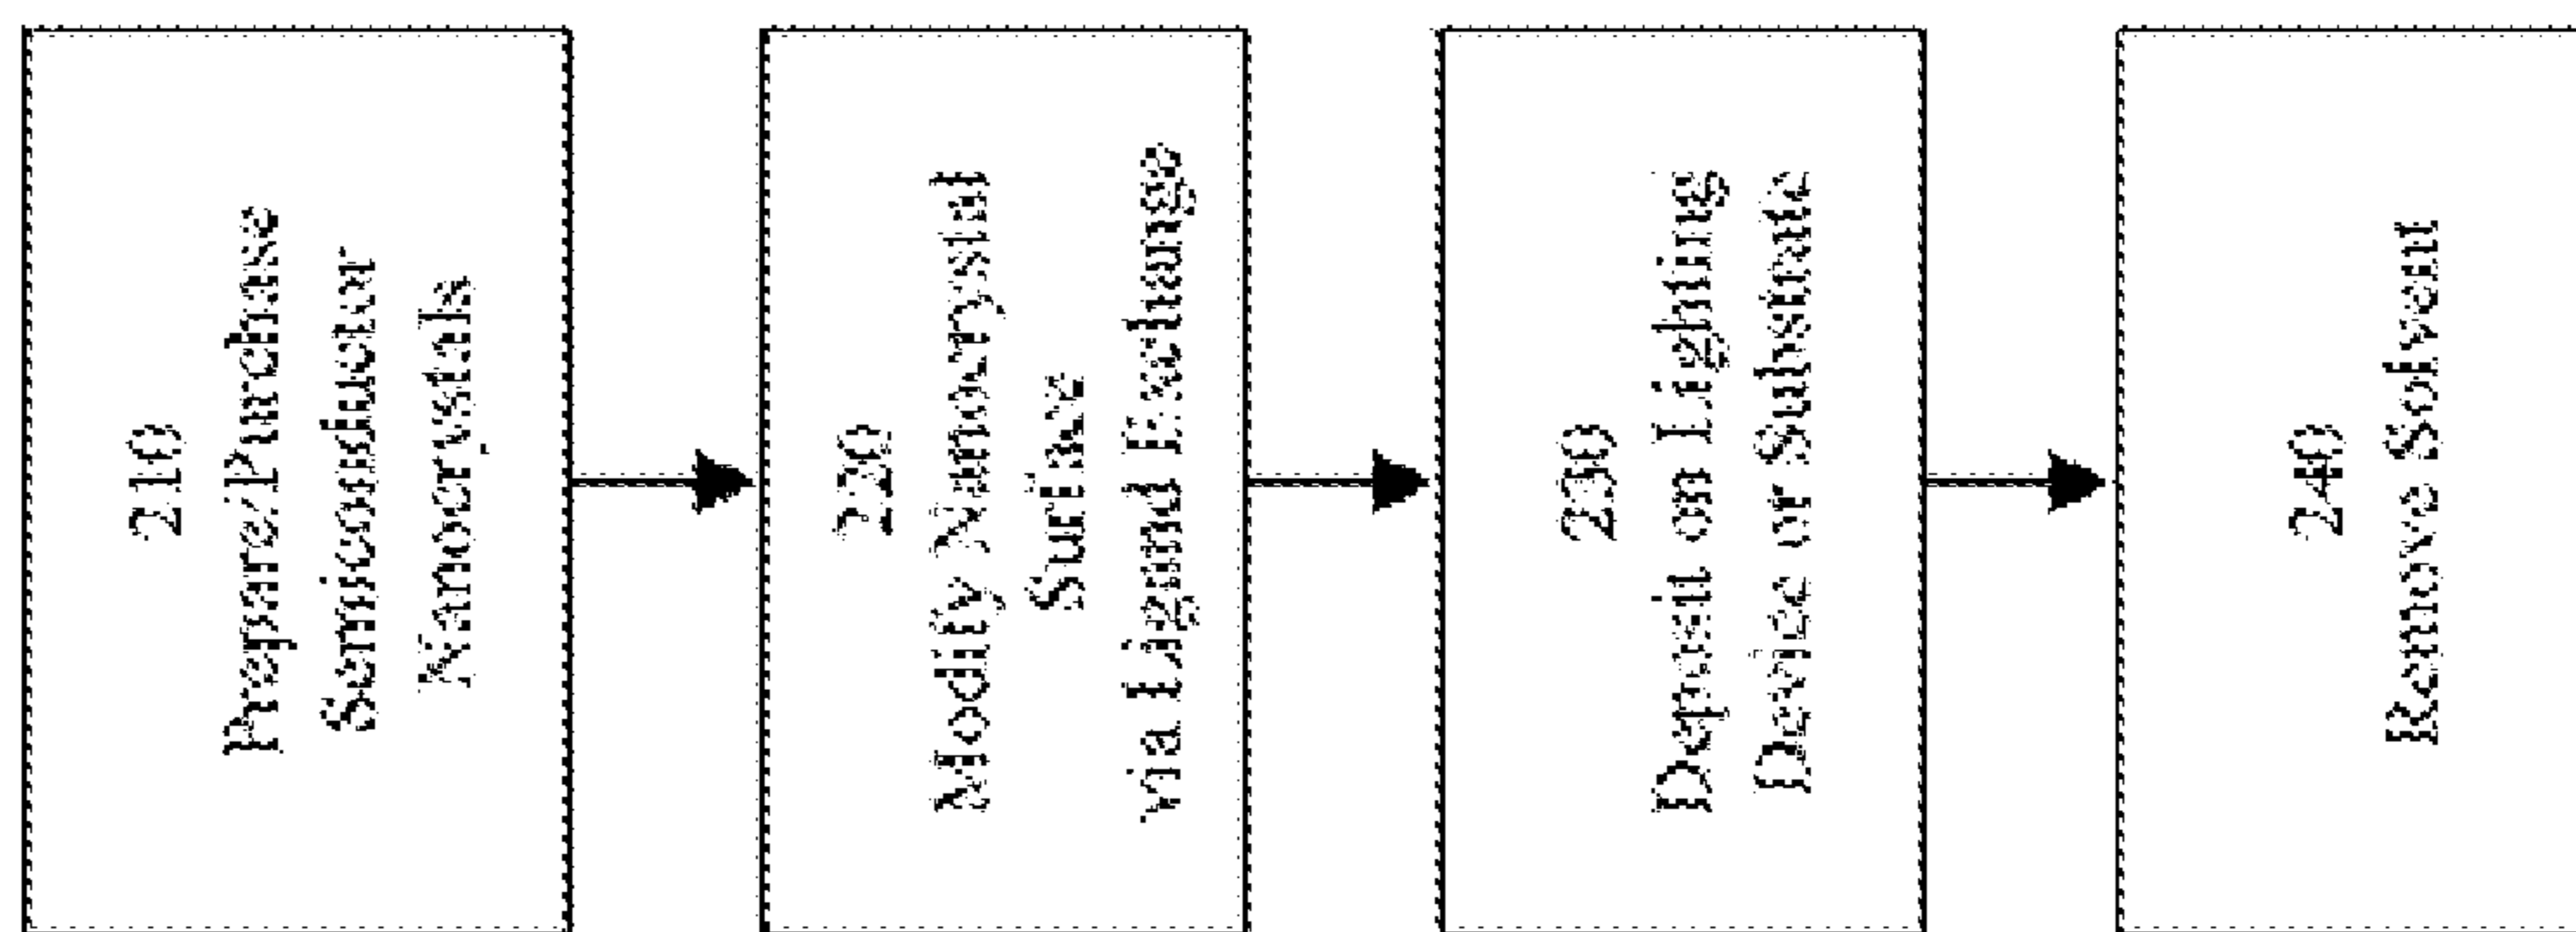 210
Prepare/Purchase
Semiconductor
Nanocrystals
220
Modify Nanocrystal
Surface
via Ligand Exchange
230
Deposit on Lighting
Device or Substrate
240
Remove Solvent